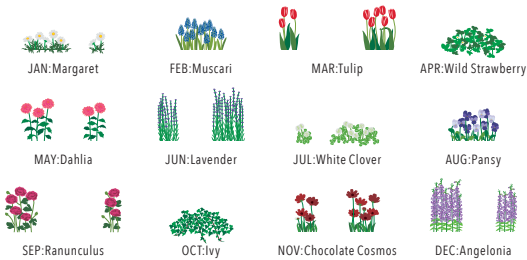 JAN:Margaret
FEB:Muscari
MAR:Tulip
APR:Wild Strawberry
MAY:Dahlia
JUN:Lavender
JUL:White Clover
AUG:Pansy
SEP:Ranunculus
OCT:Ivy
NOV:Chocolate Cosmos
DEC:Angelonia